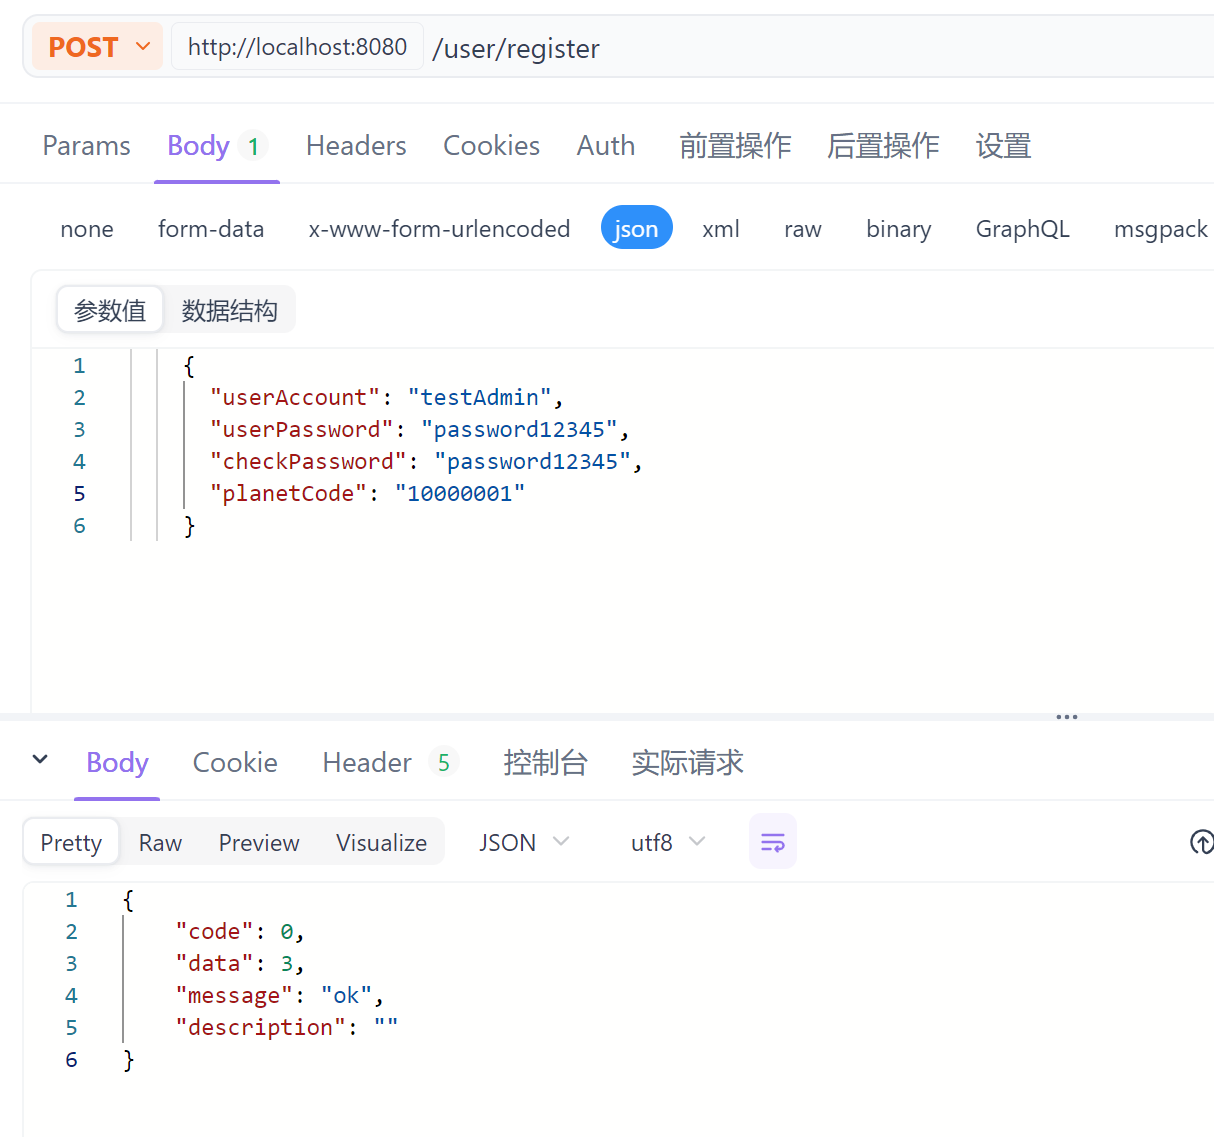 POST http://localhost:8080 /user/register
Params Body 1 Headers Cookies Auth 前置操作 后置操作 设置
none form-data x-www-form-urlencoded json xml raw binary GraphQL msgpack
参数值 数据结构
1 {
2 "userAccount": "testAdmin",
3 "userPassword": "password12345",
4 "checkPassword": "password12345",
5 "planetCode": "10000001"
6 }
Body Cookie Header 5 控制台 实际请求
Pretty Raw Preview Visualize JSON utf8
1 {
2 "code": 0,
3 "data": 3,
4 "message": "ok",
5 "description": ""
6 }